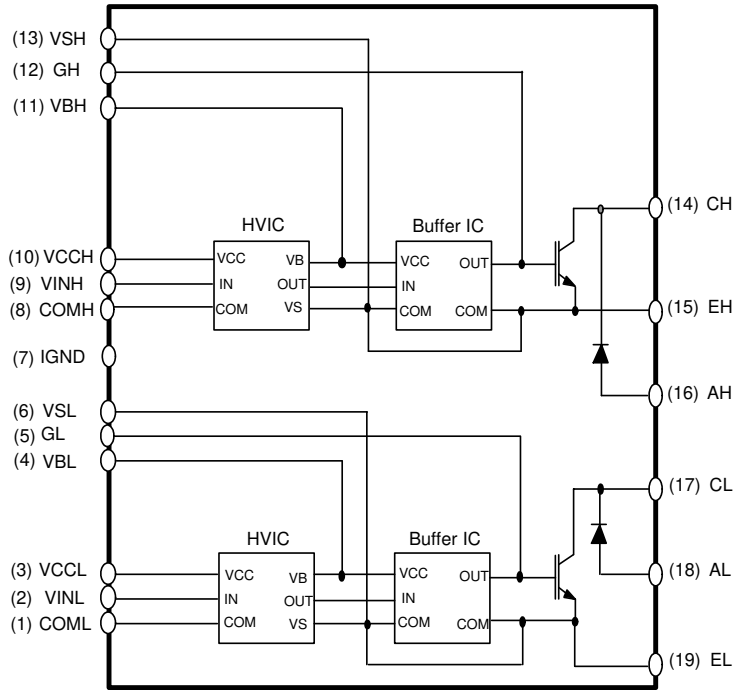 (13) VSH
(12) GH
(11) VBH
(14) CH
HVIC
Buffer IC
(10) VCCH
VCC
VB
VCC
OUT
(9) VINH
IN
OUT
IN
(8) COMH
COM
VS
COM
COM
(15) EH
(7) IGND
(16) AH
(6) VSL
(5) GL
(4) VBL
(17) CL
HVIC
Buffer IC
(3) VCCL
VCC
VB
VCC
OUT
(18) AL
(2) VINL
IN
OUT
IN
(1) COML
COM
VS
COM
COM
(19) EL